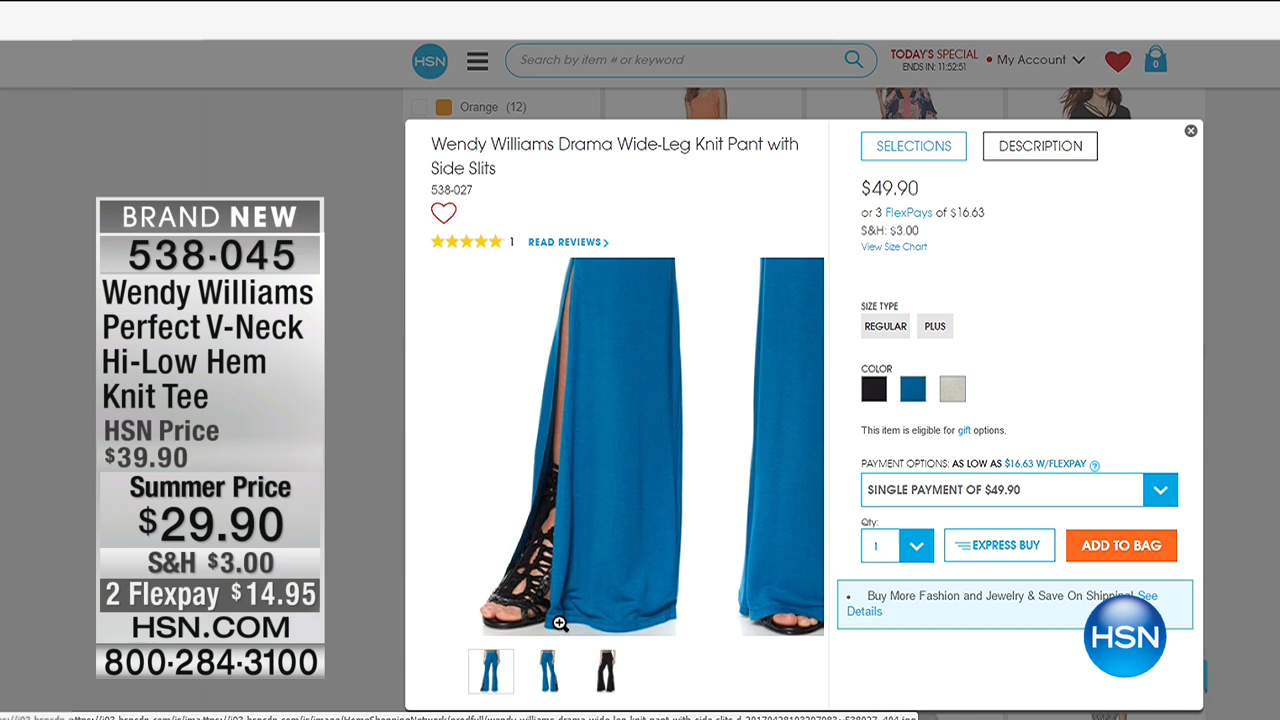 HSN
Search by item # or keyword
TODAY'S SPECIAL
ENDS IN: 11:52:51
My Account
0
Orange (12)
BRAND NEW
538·045
Wendy Williams
Perfect V-Neck
Hi-Low Hem
Knit Tee
HSN Price
$39.90
Summer Price
$29.90
S&H $3.00
2 Flexpay $14.95
HSN.COM
800·284·3100
Wendy Williams Drama Wide-Leg Knit Pant with
Side Slits
538-027
1 READ REVIEWS
SELECTIONS
DESCRIPTION
$49.90
or 3 FlexPays of $16.63
S&H: $3.00
View Size Chart
SIZE TYPE
REGULAR
PLUS
COLOR
This item is eligible for gift options.
PAYMENT OPTIONS: AS LOW AS $16.63 W/FLEXPAY ?
SINGLE PAYMENT OF $49.90
Qty:
1
EXPRESS BUY
ADD TO BAG
• Buy More Fashion and Jewelry & Save On Shipping! See
Details
HSN